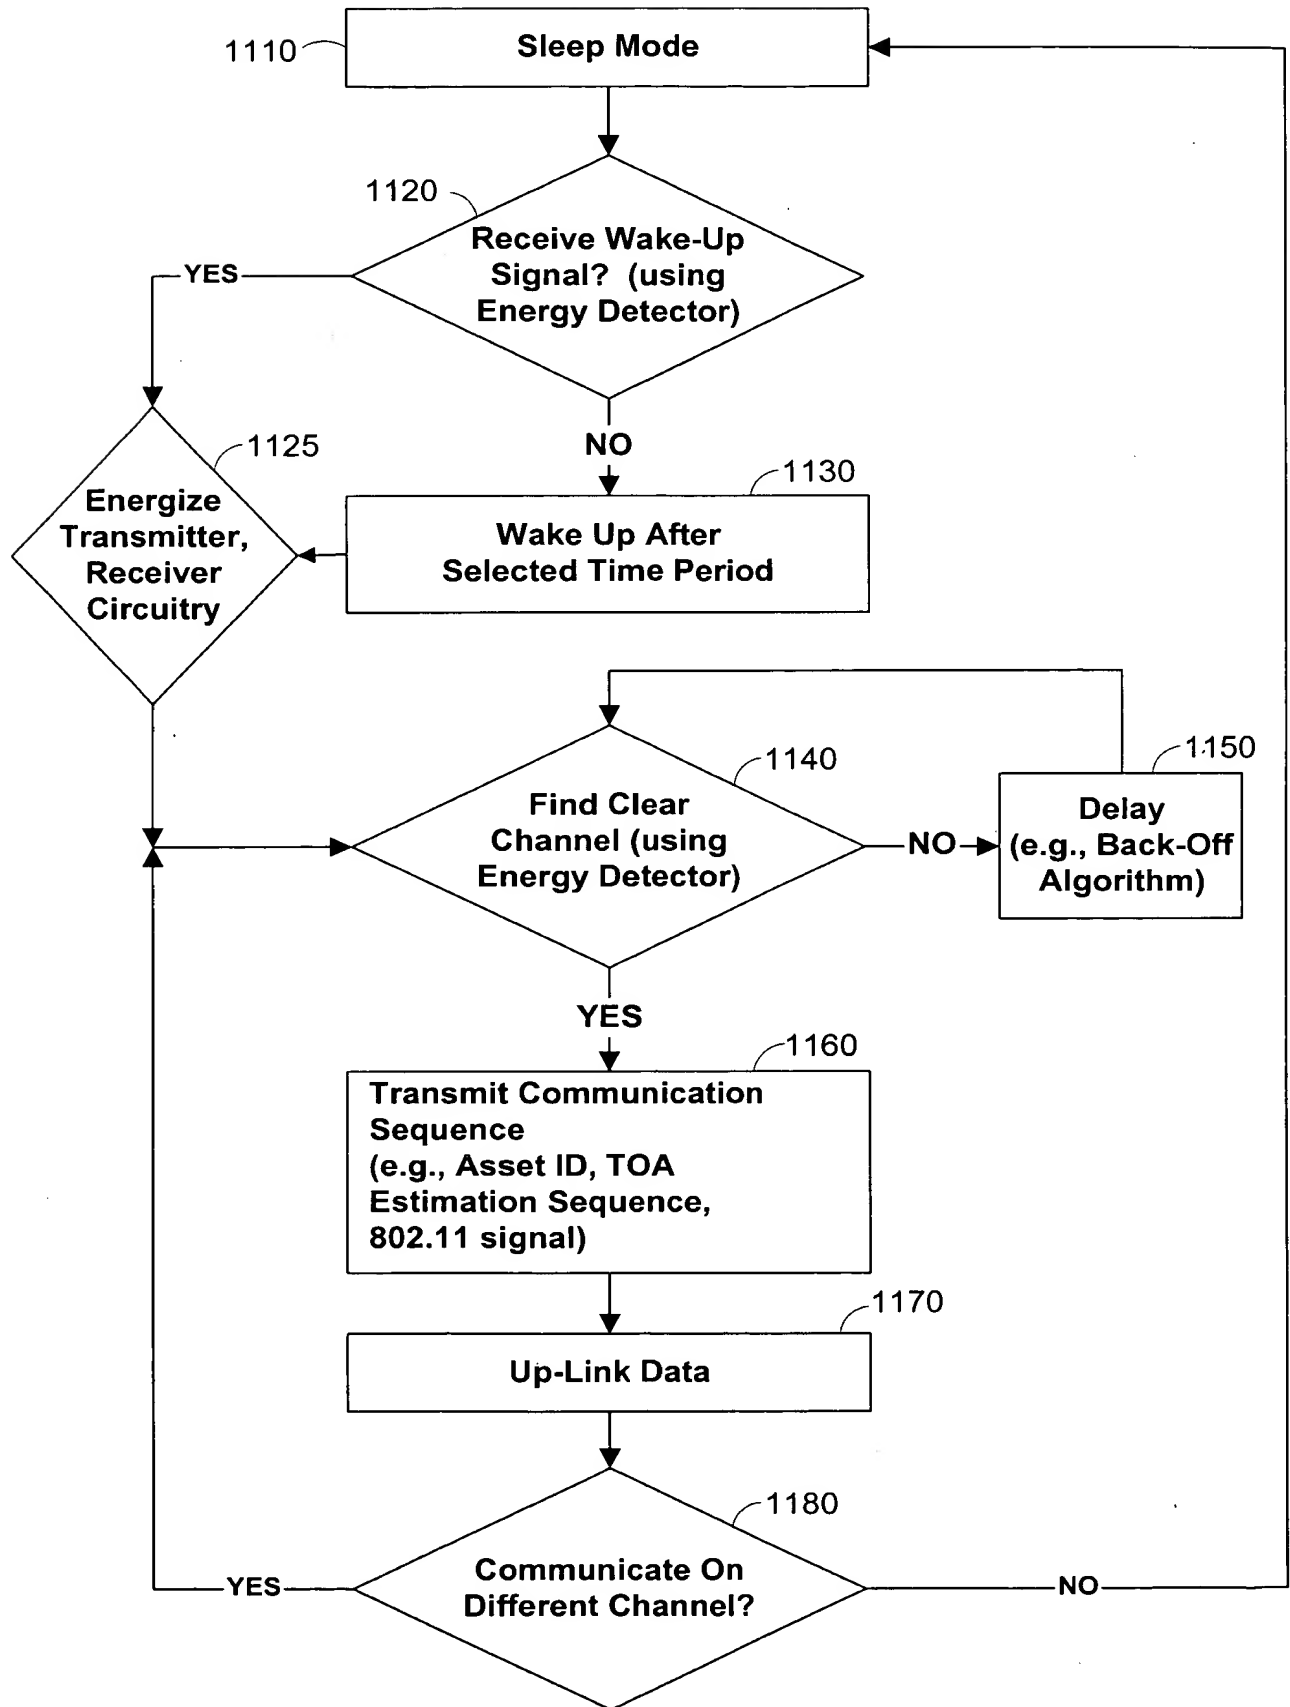 1110
Sleep Mode
1120
Receive Wake-Up
Signal? (using
Energy Detector)
YES
NO
1125
Energize
Transmitter,
Receiver
Circuitry
1130
Wake Up After
Selected Time Period
1140
Find Clear
Channel (using
Energy Detector)
NO
1150
Delay
(e.g., Back-Off
Algorithm)
YES
1160
Transmit Communication
Sequence
(e.g., Asset ID, TOA
Estimation Sequence,
802.11 signal)
1170
Up-Link Data
1180
Communicate On
Different Channel?
YES
NO